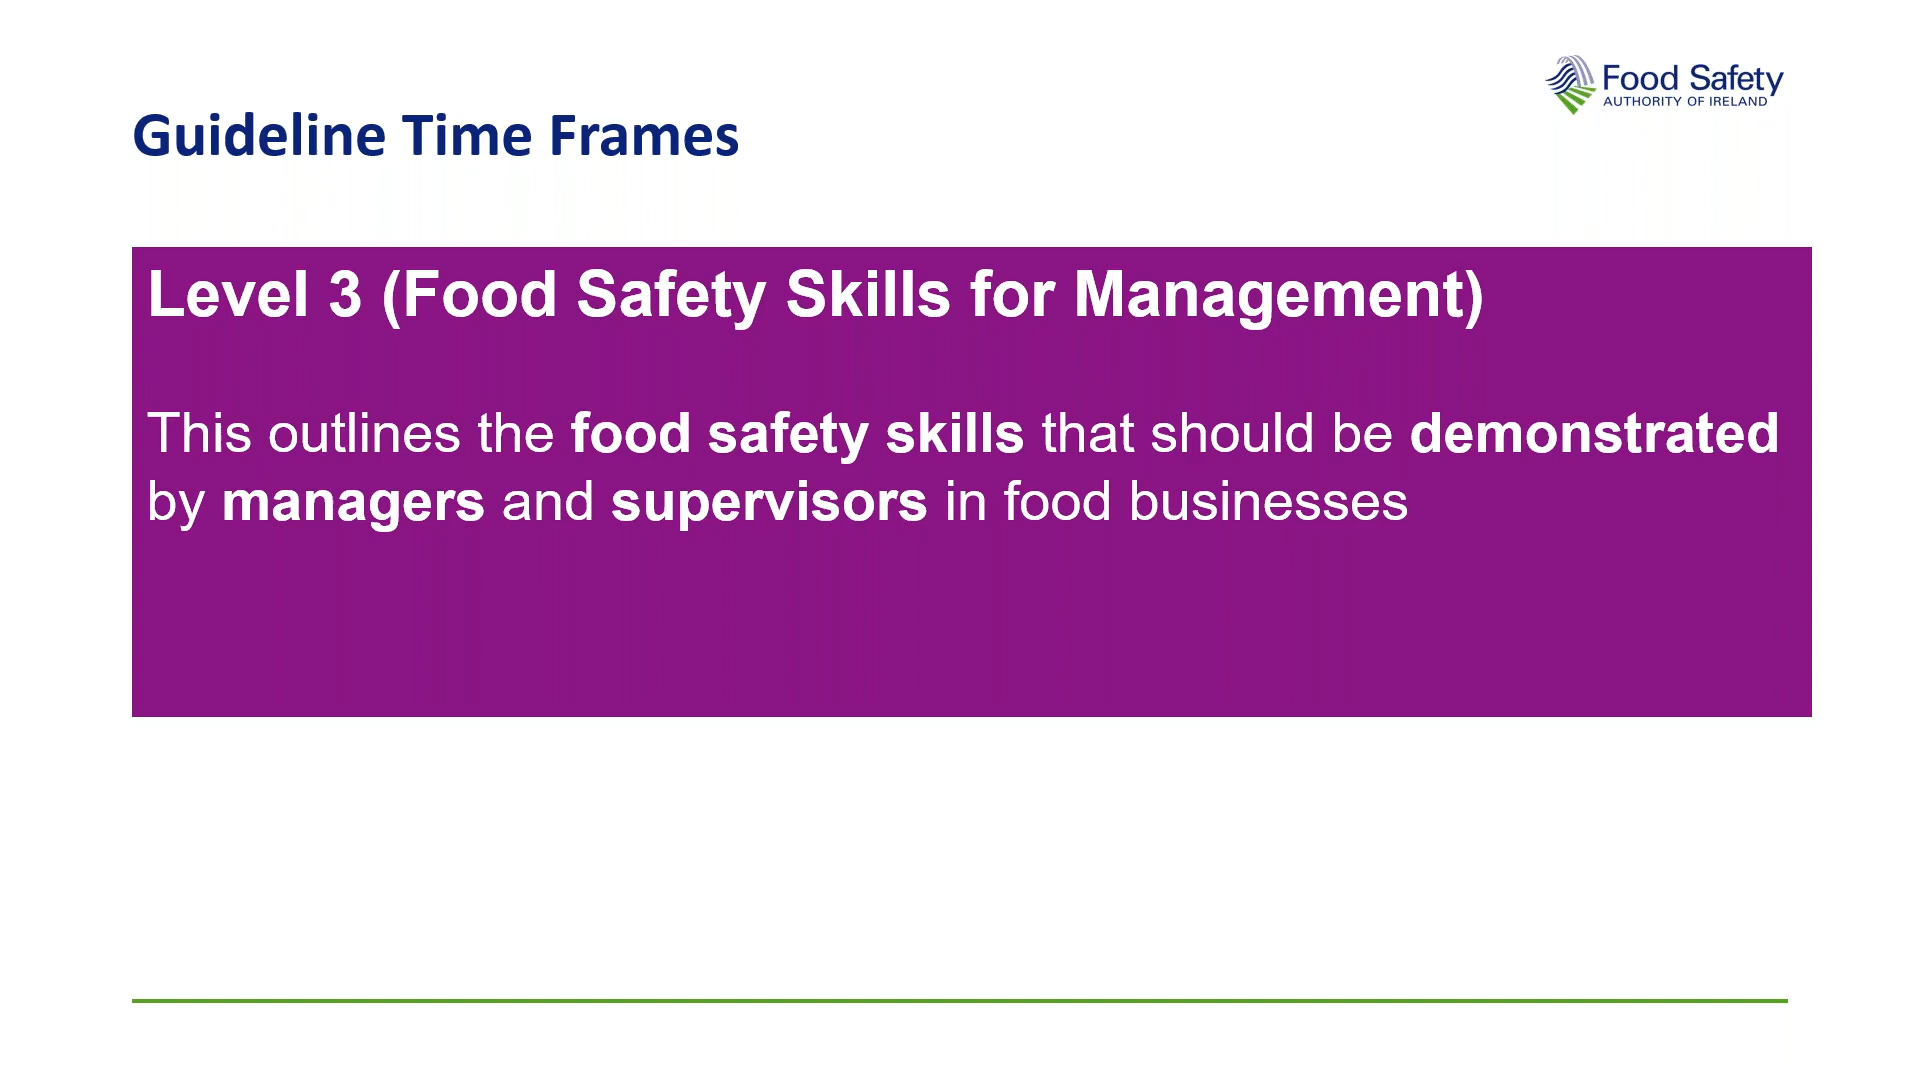 Food Safety
AUTHORITY OF IRELAND
Guideline Time Frames
Level 3 (Food Safety Skills for Management)
This outlines the food safety skills that should be demonstrated
by managers and supervisors in food businesses